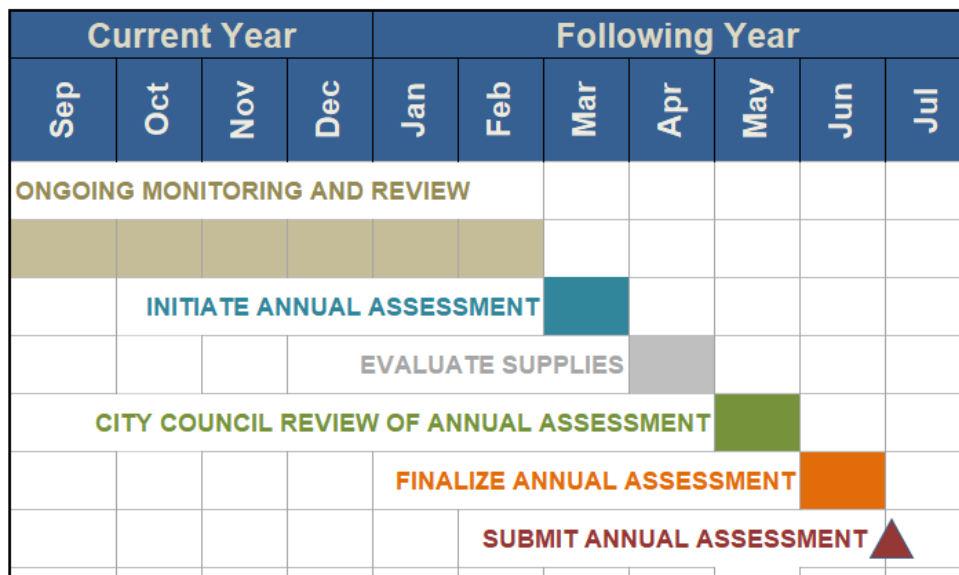 Current Year
Following Year
Sep
Oct
Nov
Dec
Jan
Feb
Mar
Apr
May
Jun
Jul
ONGOING MONITORING AND REVIEW
INITIATE ANNUAL ASSESSMENT
EVALUATE SUPPLIES
CITY COUNCIL REVIEW OF ANNUAL ASSESSMENT
FINALIZE ANNUAL ASSESSMENT
SUBMIT ANNUAL ASSESSMENT